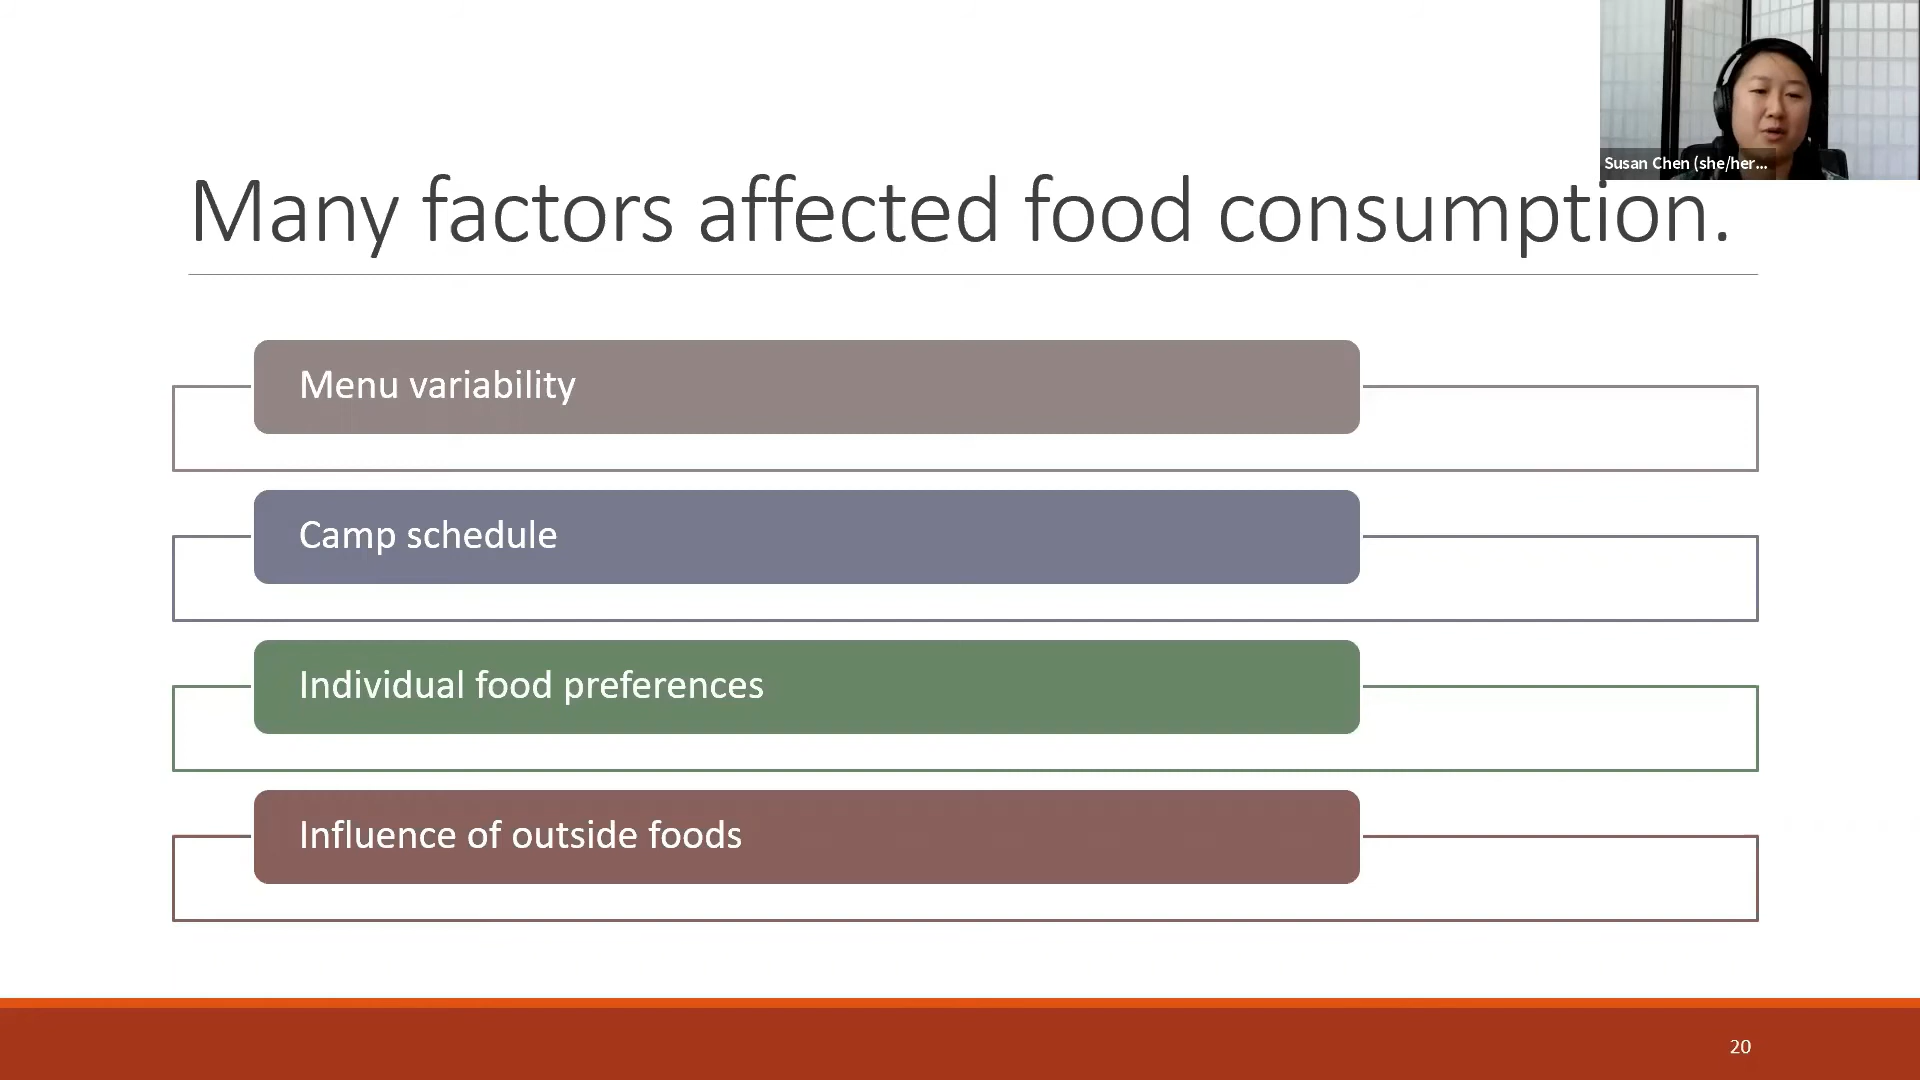 Susan Chen (she/her...
Many factors affected food consumption.
Menu variability
Camp schedule
Individual food preferences
Influence of outside foods
20